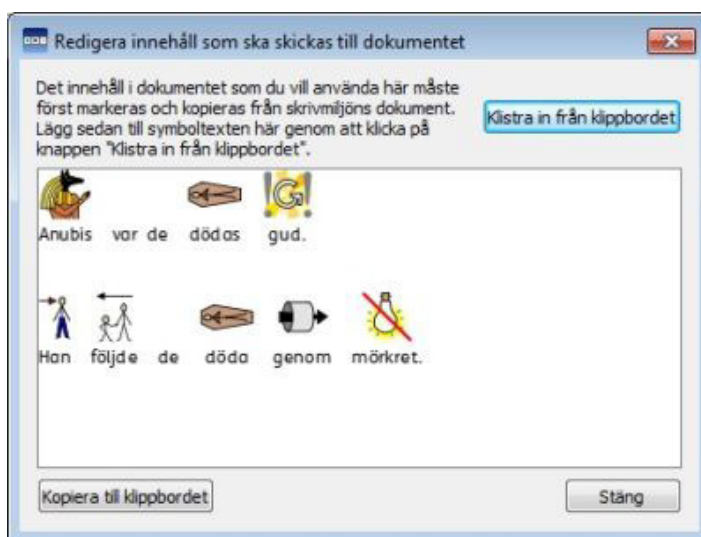 Redigera innehåll som ska skickas till dokumentet
Det innehåll i dokumentet som du vill använda här måste
först markeras och kopieras från skrivmiljöns dokument.
Lägg sedan till symboltexten här genom att klicka på
knappen "Klistra in från klippbordet".
Klistra in från klippbordet
Anubis var de dödas gud.
Han följde de döda genom mörkret.
Kopiera till klippbordet
Stäng